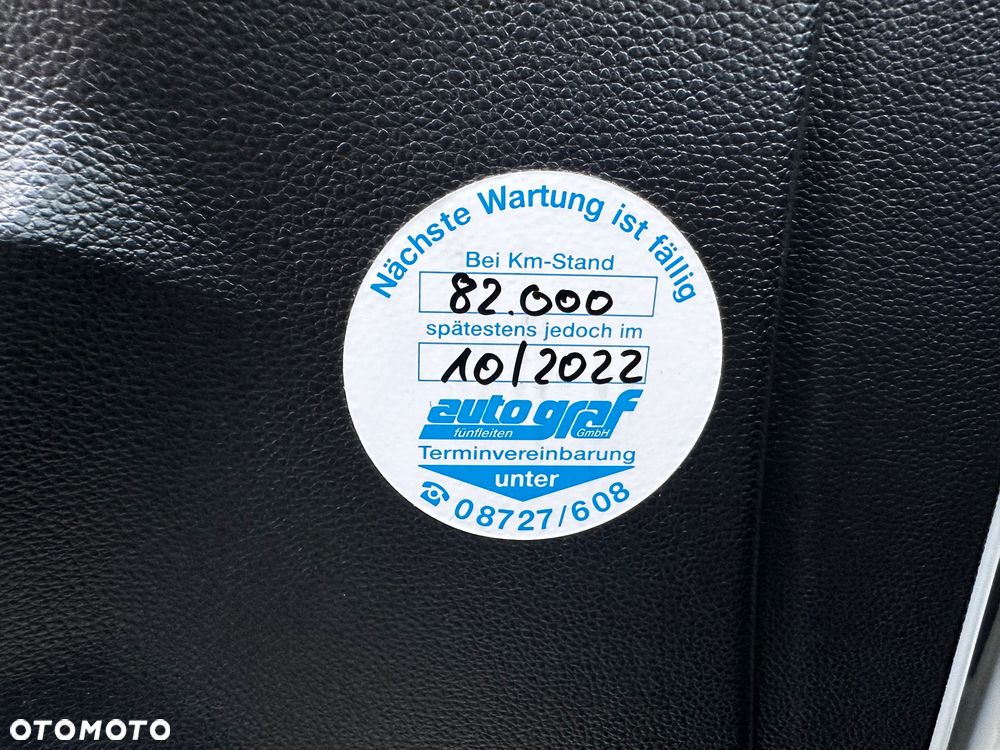 Nächste Wartung ist fällig
Bei Km-Stand
82.000
spätestens jedoch im
10/2022
auto graf
fünfleiten GmbH
Terminvereinbarung
unter
☎ 08727/608
OTOMOTO